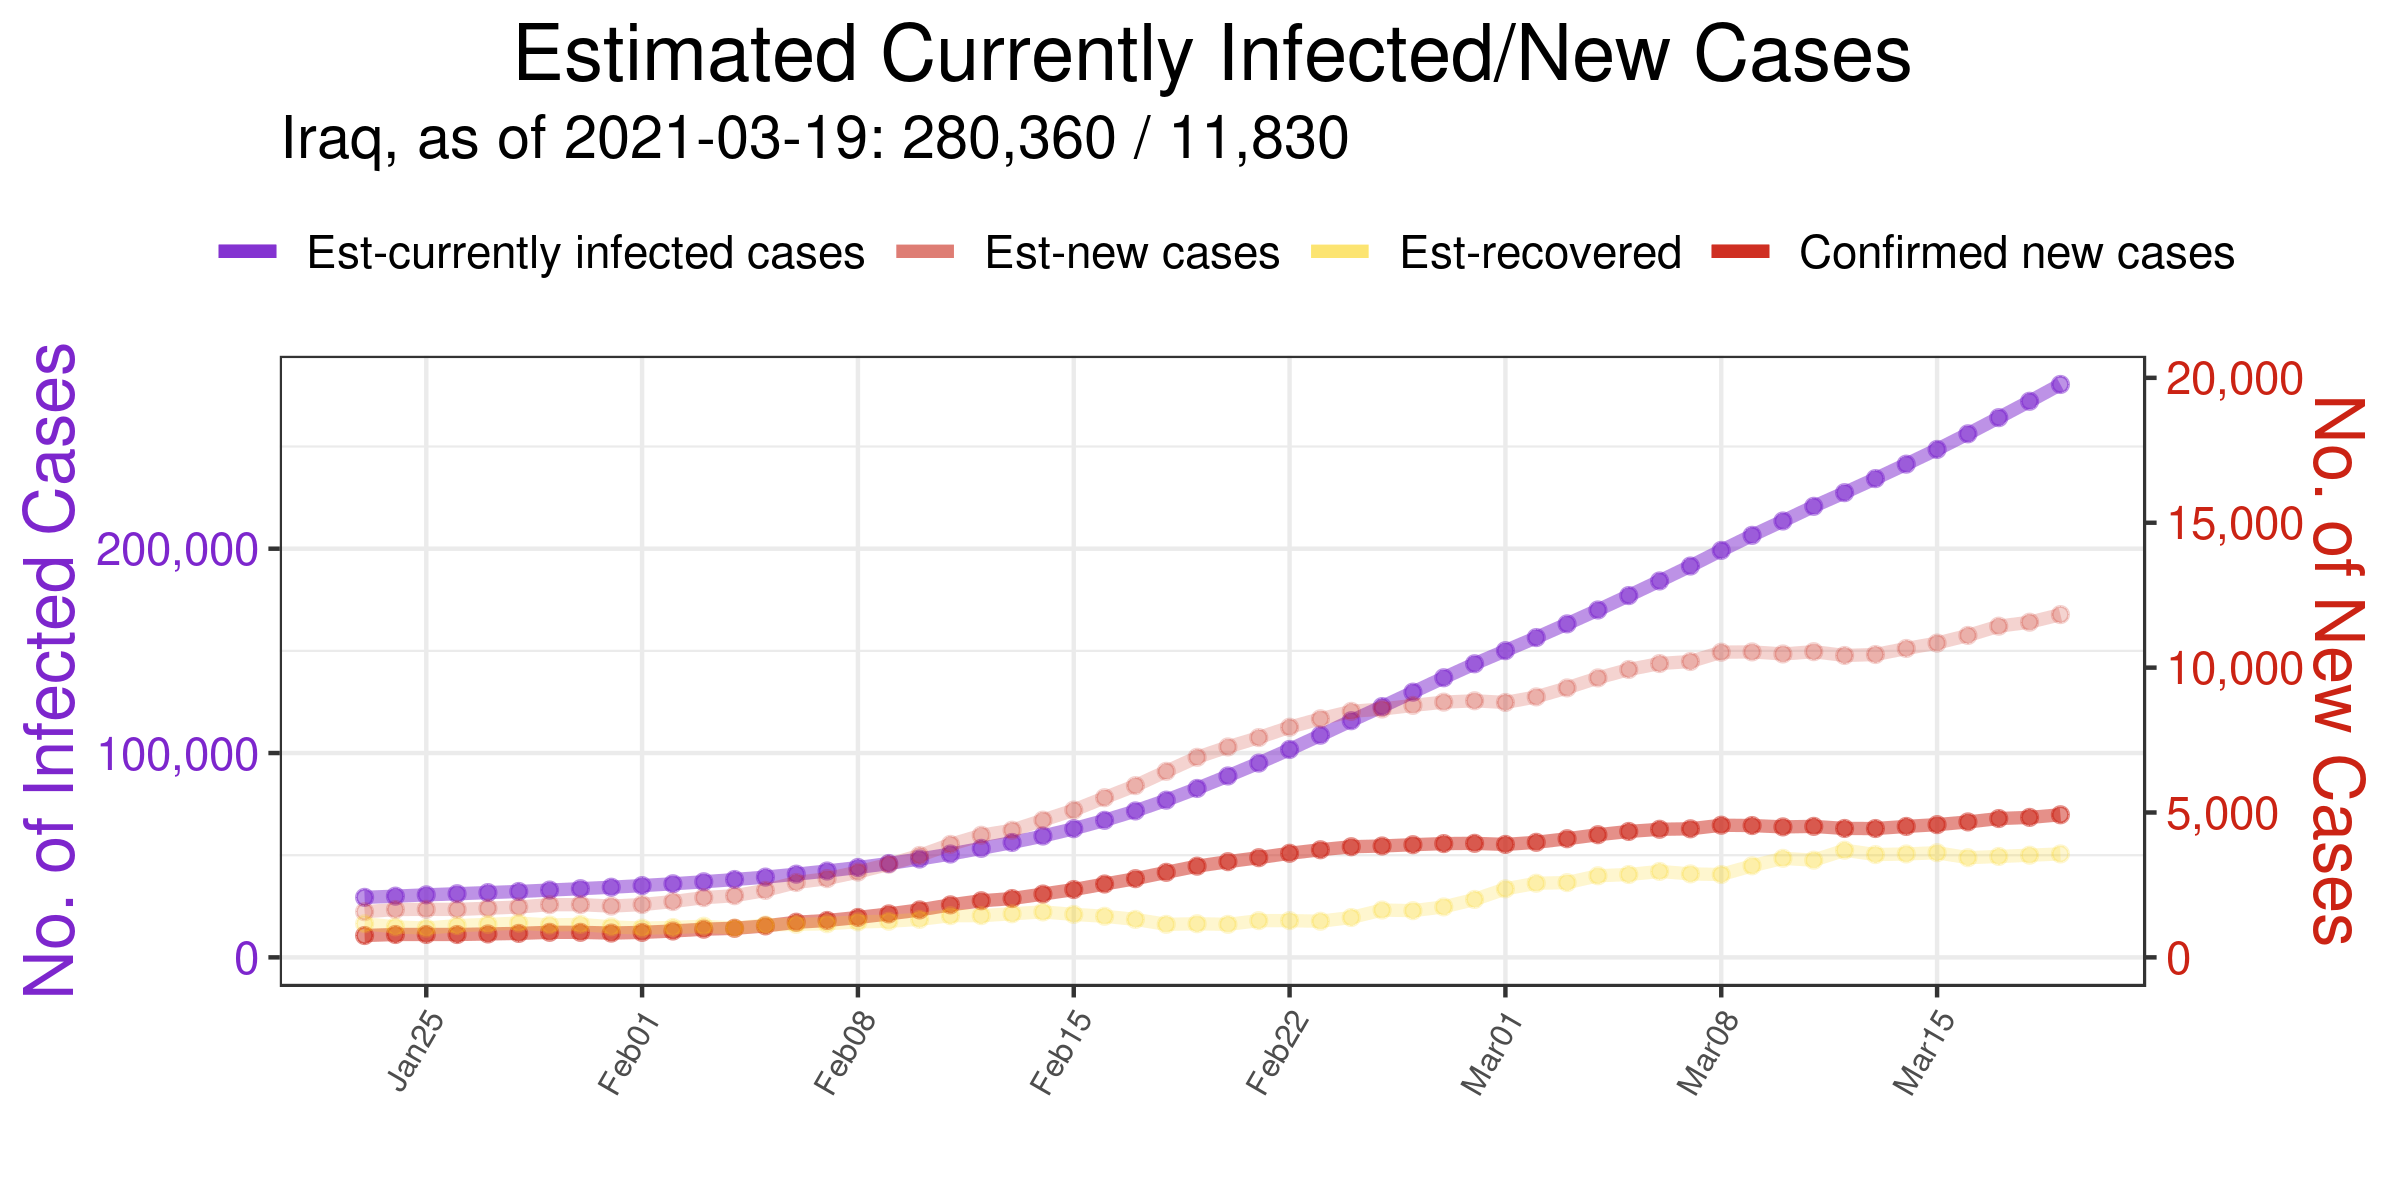 Estimated Currently Infected/New Cases
Iraq, as of 2021-03-19: 280,360 / 11,830
Est-currently infected cases Est-new cases Est-recovered Confirmed new cases
No. of Infected Cases
200,000
100,000
0
20,000
15,000
10,000
5,000
0
No. of New Cases
Jan25 Feb01 Feb08 Feb15 Feb22 Mar01 Mar08 Mar15